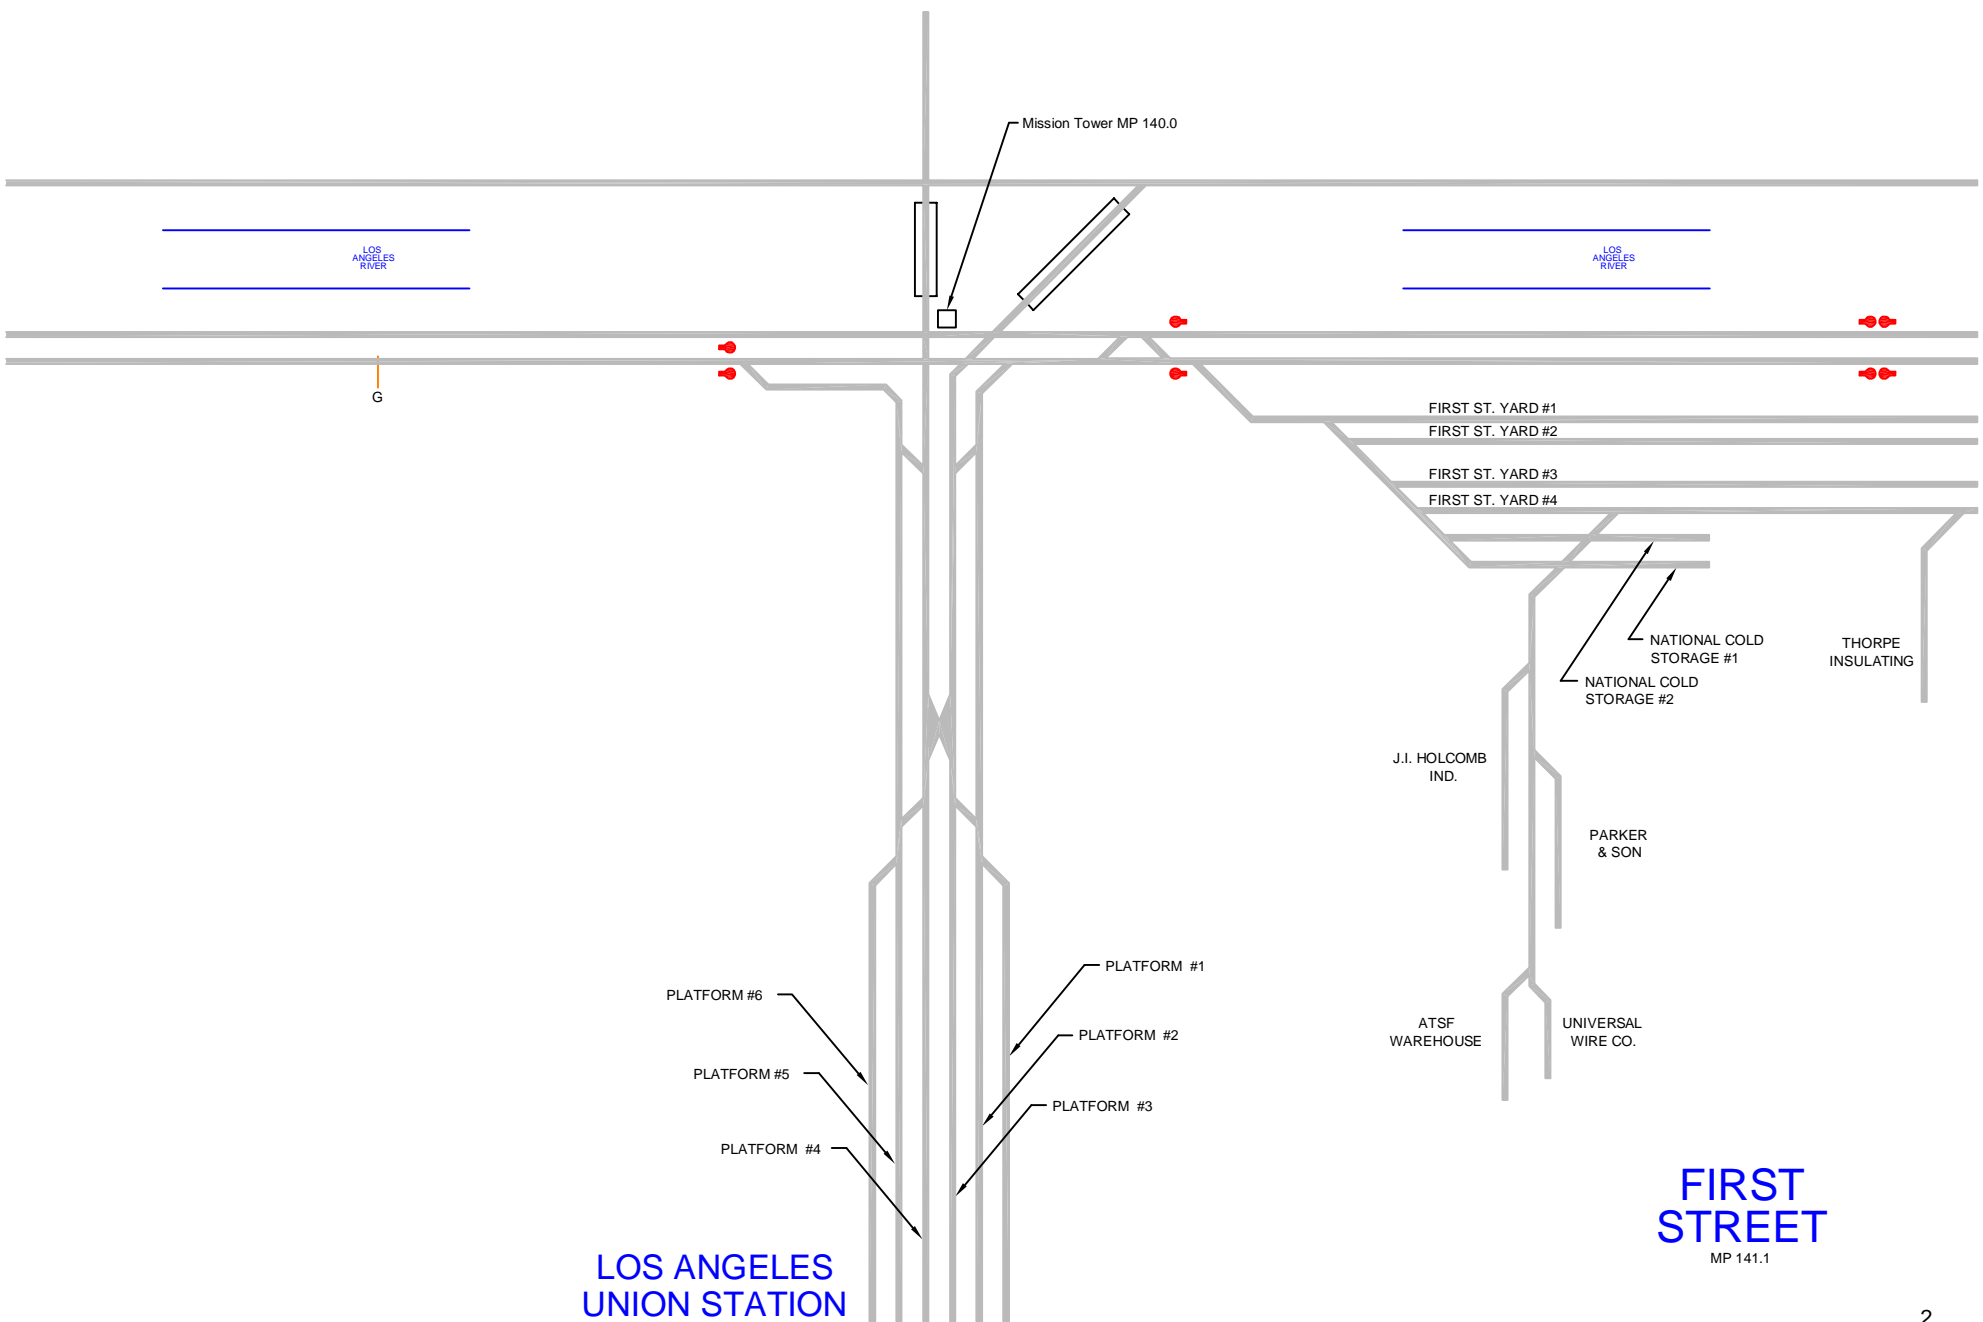 Mission Tower MP 140.0
LOS
ANGELES
RIVER
LOS
ANGELES
RIVER
G
FIRST ST. YARD #1
FIRST ST. YARD #2
FIRST ST. YARD #3
FIRST ST. YARD #4
NATIONAL COLD
STORAGE #1
NATIONAL COLD
STORAGE #2
THORPE
INSULATING
J.I. HOLCOMB
IND.
PARKER
& SON
PLATFORM #1
PLATFORM #6
PLATFORM #2
PLATFORM #5
PLATFORM #3
PLATFORM #4
ATSF
WAREHOUSE
UNIVERSAL
WIRE CO.
FIRST
STREET
MP 141.1
LOS ANGELES
UNION STATION
2